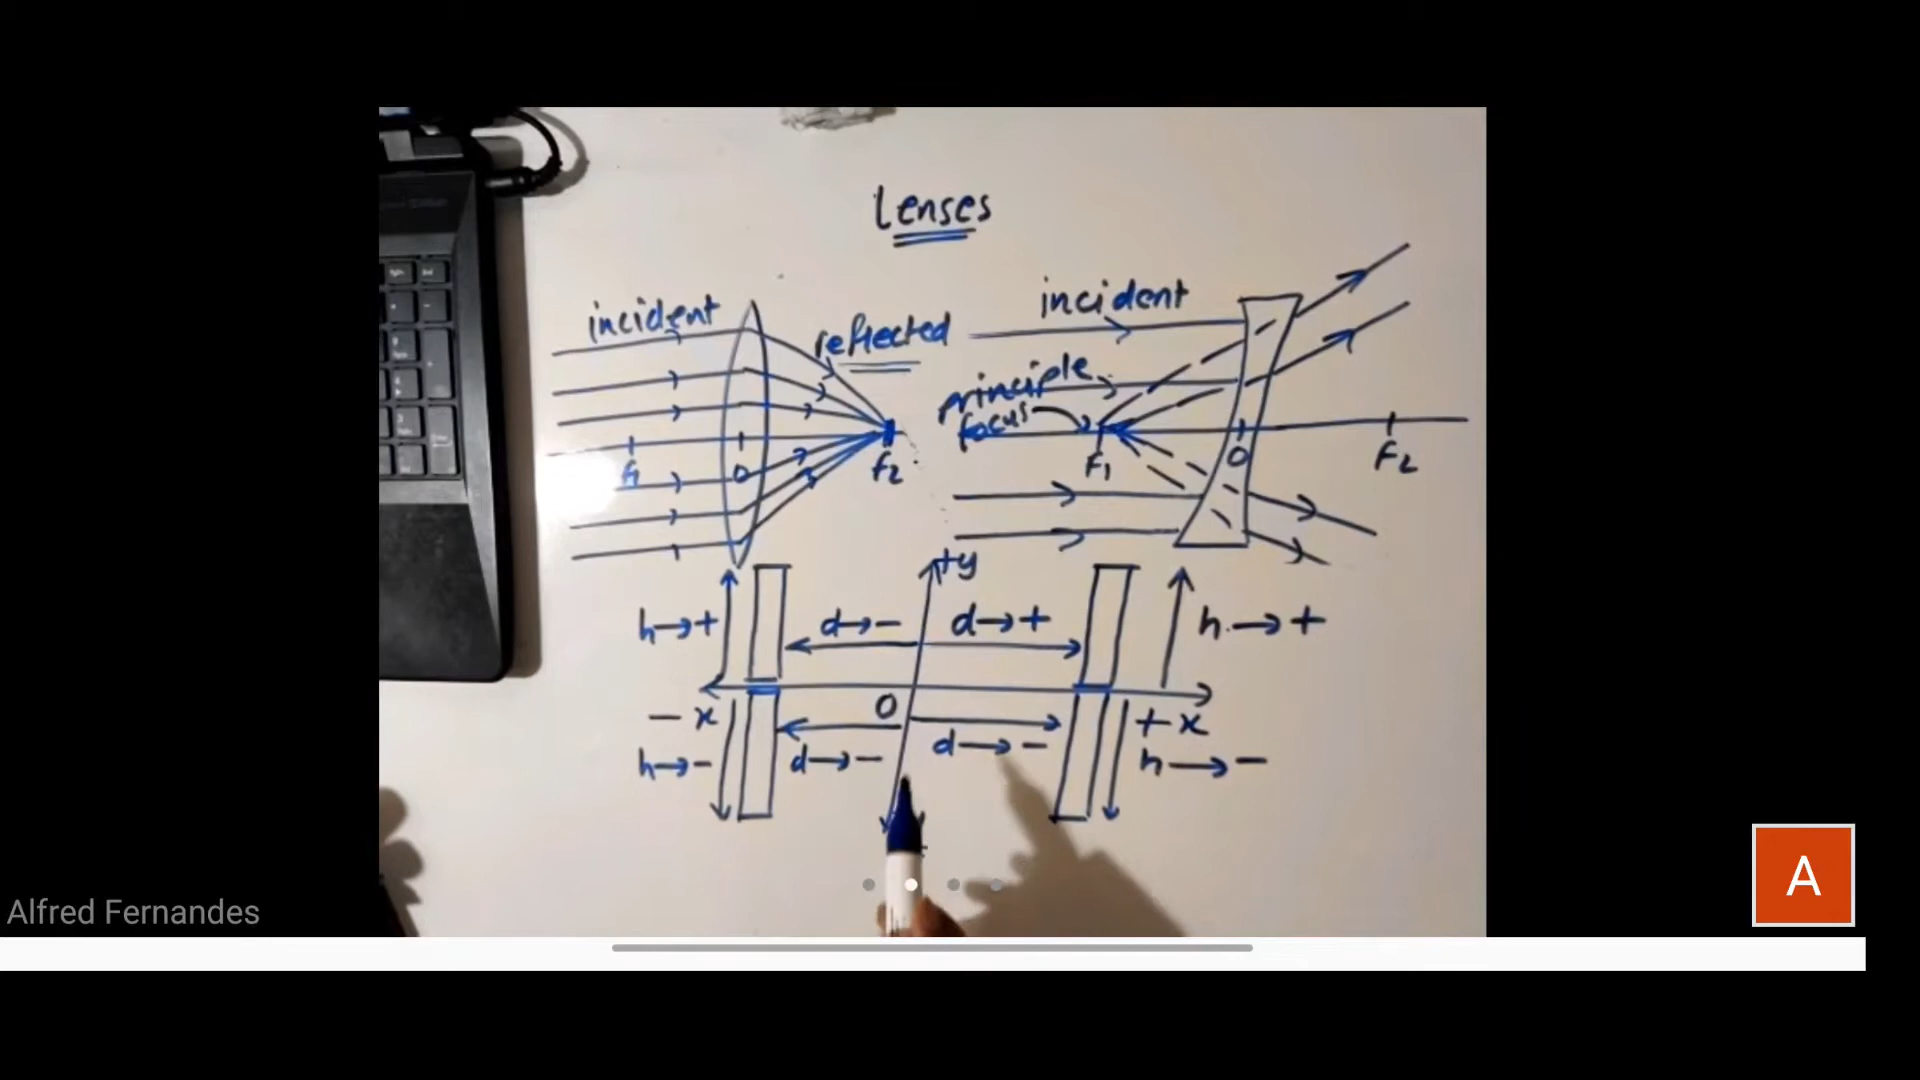 Lenses
incident
reflected
F1
O
F2
incident
principle
focus
F1
O
F2
+y
h→+
d→-
d→+
h→+
-x
O
+x
h→-
d→-
d→-
h→-
A
Alfred Fernandes